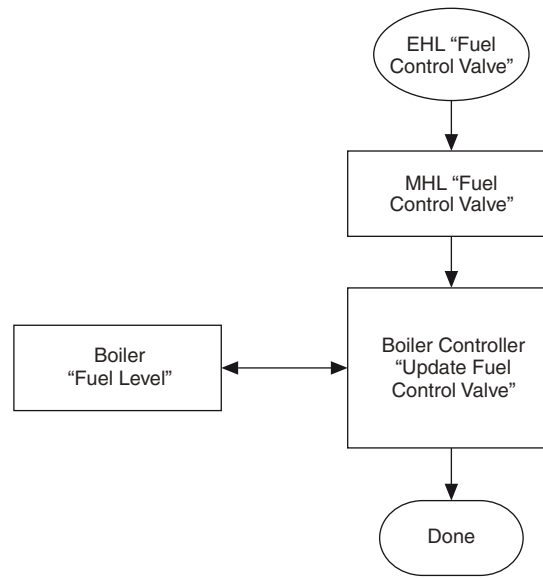 EHL “Fuel
Control Valve”
MHL “Fuel
Control Valve”
Boiler
“Fuel Level”
Boiler Controller
“Update Fuel
Control Valve”
Done